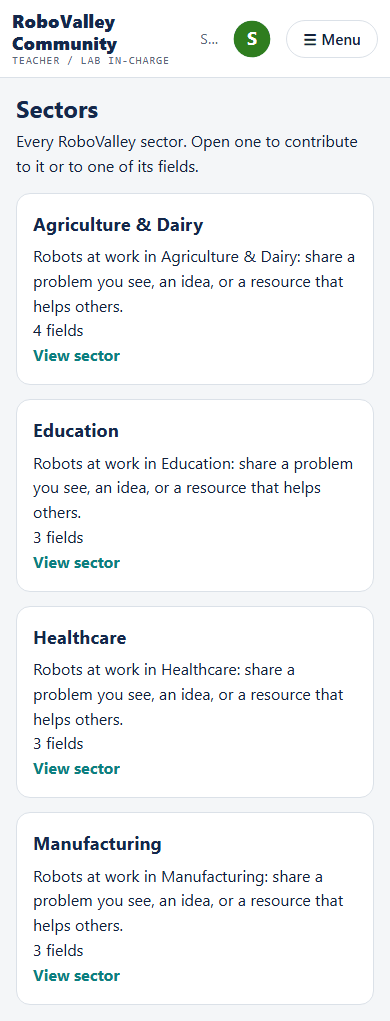 RoboValley
Community
TEACHER / LAB IN-CHARGE
S...
S
☰ Menu
Sectors
Every RoboValley sector. Open one to contribute
to it or to one of its fields.
Agriculture & Dairy
Robots at work in Agriculture & Dairy: share a
problem you see, an idea, or a resource that
helps others.
4 fields
View sector
Education
Robots at work in Education: share a problem
you see, an idea, or a resource that helps
others.
3 fields
View sector
Healthcare
Robots at work in Healthcare: share a
problem you see, an idea, or a resource that
helps others.
3 fields
View sector
Manufacturing
Robots at work in Manufacturing: share a
problem you see, an idea, or a resource that
helps others.
3 fields
View sector